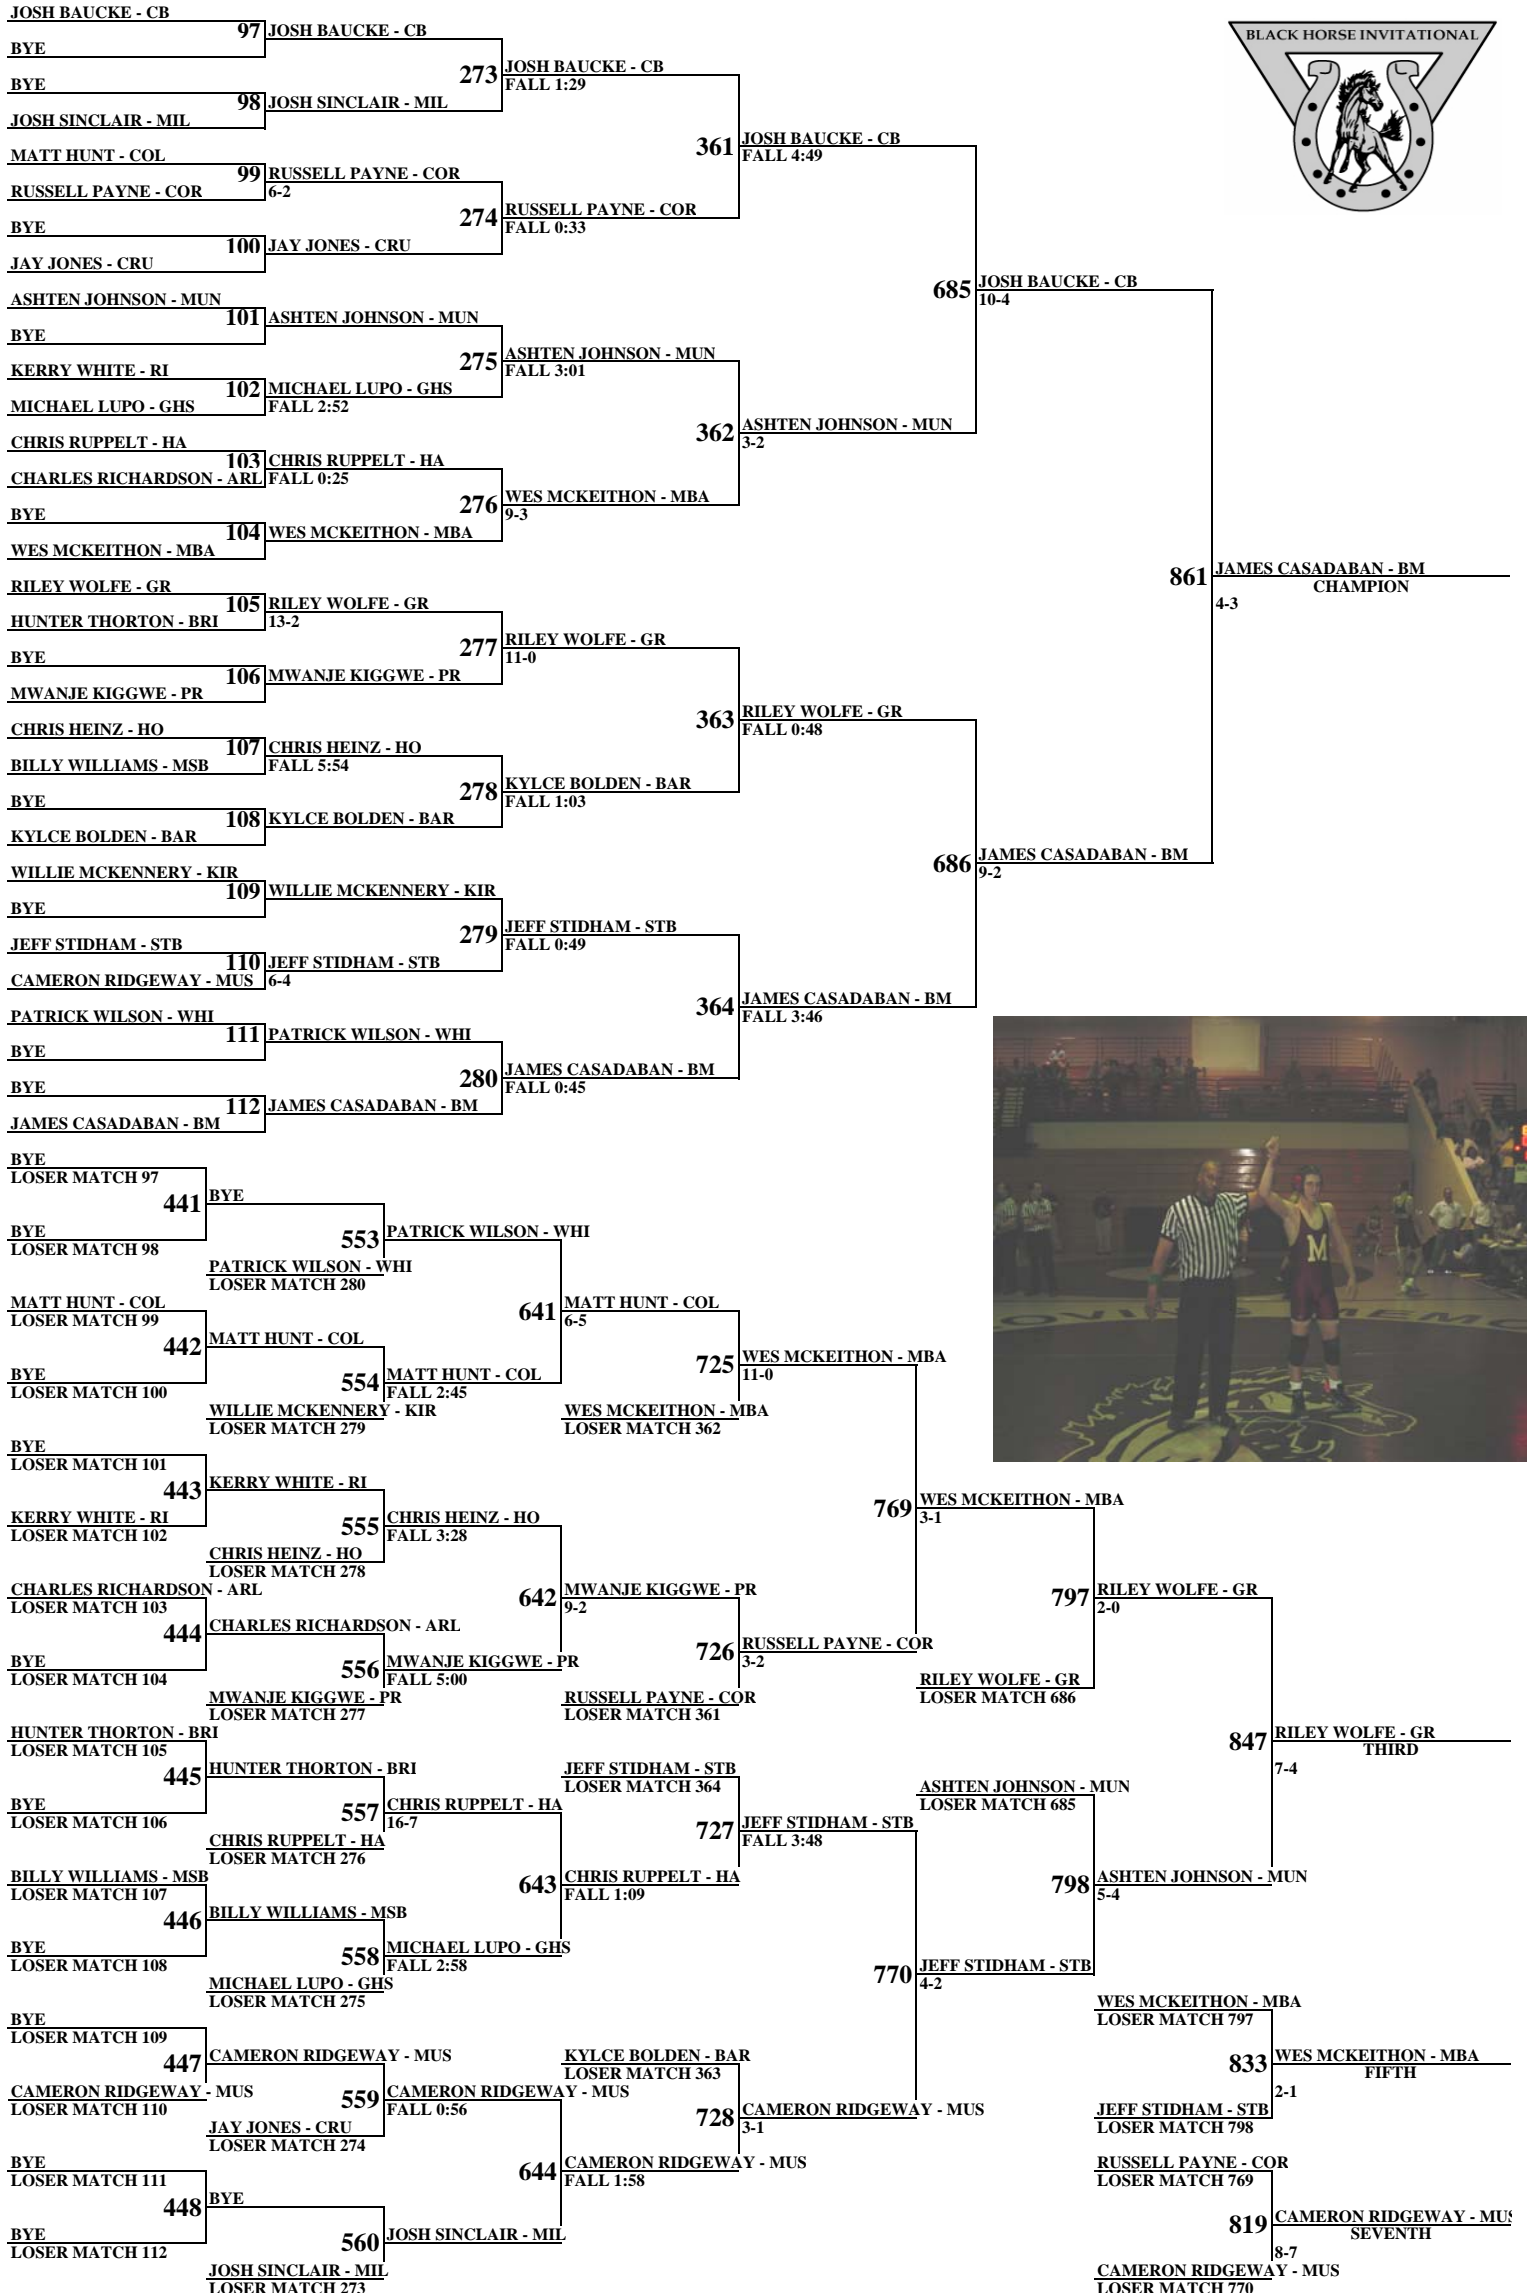 BLACK HORSE INVITATIONAL
JOSH BAUCKE - CB
97 JOSH BAUCKE - CB
BYE
273 JOSH BAUCKE - CB
FALL 1:29
BYE
98 JOSH SINCLAIR - MIL
JOSH SINCLAIR - MIL
361 JOSH BAUCKE - CB
FALL 4:49
MATT HUNT - COL
99 RUSSELL PAYNE - COR
RUSSELL PAYNE - COR
6-2
274 RUSSELL PAYNE - COR
FALL 0:33
BYE
100 JAY JONES - CRU
JAY JONES - CRU
685 JOSH BAUCKE - CB
10-4
ASHTEN JOHNSON - MUN
101 ASHTEN JOHNSON - MUN
BYE
275 ASHTEN JOHNSON - MUN
FALL 3:01
KERRY WHITE - RI
102 MICHAEL LUPO - GHS
MICHAEL LUPO - GHS
FALL 2:52
362 ASHTEN JOHNSON - MUN
3-2
CHRIS RUPPELT - HA
103 CHRIS RUPPELT - HA
CHARLES RICHARDSON - ARL
FALL 0:25
276 WES MCKEITHON - MBA
9-3
BYE
104 WES MCKEITHON - MBA
WES MCKEITHON - MBA
861 JAMES CASADABAN - BM
CHAMPION
4-3
RILEY WOLFE - GR
105 RILEY WOLFE - GR
HUNTER THORTON - BRI
13-2
277 RILEY WOLFE - GR
11-0
BYE
106 MWANJE KIGGWE - PR
MWANJE KIGGWE - PR
363 RILEY WOLFE - GR
FALL 0:48
CHRIS HEINZ - HO
107 CHRIS HEINZ - HO
BILLY WILLIAMS - MSB
FALL 5:54
278 KYLCE BOLDEN - BAR
FALL 1:03
BYE
108 KYLCE BOLDEN - BAR
KYLCE BOLDEN - BAR
686 JAMES CASADABAN - BM
9-2
WILLIE MCKENNERY - KIR
109 WILLIE MCKENNERY - KIR
BYE
279 JEFF STIDHAM - STB
FALL 0:49
JEFF STIDHAM - STB
110 JEFF STIDHAM - STB
CAMERON RIDGEWAY - MUS
6-4
364 JAMES CASADABAN - BM
FALL 3:46
PATRICK WILSON - WHI
111 PATRICK WILSON - WHI
BYE
280 JAMES CASADABAN - BM
FALL 0:45
BYE
112 JAMES CASADABAN - BM
JAMES CASADABAN - BM
BYE
LOSER MATCH 97
441 BYE
BYE
LOSER MATCH 98
553 PATRICK WILSON - WHI
PATRICK WILSON - WHI
LOSER MATCH 280
641 MATT HUNT - COL
6-5
MATT HUNT - COL
LOSER MATCH 99
442 MATT HUNT - COL
BYE
LOSER MATCH 100
554 MATT HUNT - COL
FALL 2:45
WILLIE MCKENNERY - KIR
LOSER MATCH 279
725 WES MCKEITHON - MBA
11-0
WES MCKEITHON - MBA
LOSER MATCH 362
M
BYE
LOSER MATCH 101
443 KERRY WHITE - RI
KERRY WHITE - RI
LOSER MATCH 102
555 CHRIS HEINZ - HO
FALL 3:28
CHRIS HEINZ - HO
LOSER MATCH 278
769 WES MCKEITHON - MBA
3-1
CHARLES RICHARDSON - ARL
LOSER MATCH 103
444 CHARLES RICHARDSON - ARL
BYE
LOSER MATCH 104
556 MWANJE KIGGWE - PR
FALL 5:00
MWANJE KIGGWE - PR
LOSER MATCH 277
642 MWANJE KIGGWE - PR
9-2
726 RUSSELL PAYNE - COR
3-2
RUSSELL PAYNE - COR
LOSER MATCH 361
797 RILEY WOLFE - GR
2-0
RILEY WOLFE - GR
LOSER MATCH 686
847 RILEY WOLFE - GR
THIRD
7-4
HUNTER THORTON - BRI
LOSER MATCH 105
445 HUNTER THORTON - BRI
BYE
LOSER MATCH 106
557 CHRIS RUPPELT - HA
16-7
CHRIS RUPPELT - HA
LOSER MATCH 276
JEFF STIDHAM - STB
LOSER MATCH 364
727 JEFF STIDHAM - STB
FALL 3:48
ASHTEN JOHNSON - MUN
LOSER MATCH 685
798 ASHTEN JOHNSON - MUN
5-4
BILLY WILLIAMS - MSB
LOSER MATCH 107
446 BILLY WILLIAMS - MSB
BYE
LOSER MATCH 108
643 CHRIS RUPPELT - HA
FALL 1:09
558 MICHAEL LUPO - GHS
FALL 2:58
MICHAEL LUPO - GHS
LOSER MATCH 275
770 JEFF STIDHAM - STB
4-2
BYE
LOSER MATCH 109
447 CAMERON RIDGEWAY - MUS
CAMERON RIDGEWAY - MUS
LOSER MATCH 110
559 CAMERON RIDGEWAY - MUS
FALL 0:56
JAY JONES - CRU
LOSER MATCH 274
KYLCE BOLDEN - BAR
LOSER MATCH 363
728 CAMERON RIDGEWAY - MUS
3-1
WES MCKEITHON - MBA
LOSER MATCH 797
833 WES MCKEITHON - MBA
FIFTH
2-1
JEFF STIDHAM - STB
LOSER MATCH 798
BYE
LOSER MATCH 111
448 BYE
BYE
LOSER MATCH 112
644 CAMERON RIDGEWAY - MUS
FALL 1:58
560 JOSH SINCLAIR - MIL
JOSH SINCLAIR - MIL
LOSER MATCH 273
RUSSELL PAYNE - COR
LOSER MATCH 769
819 CAMERON RIDGEWAY - MUS
SEVENTH
8-7
CAMERON RIDGEWAY - MUS
LOSER MATCH 770